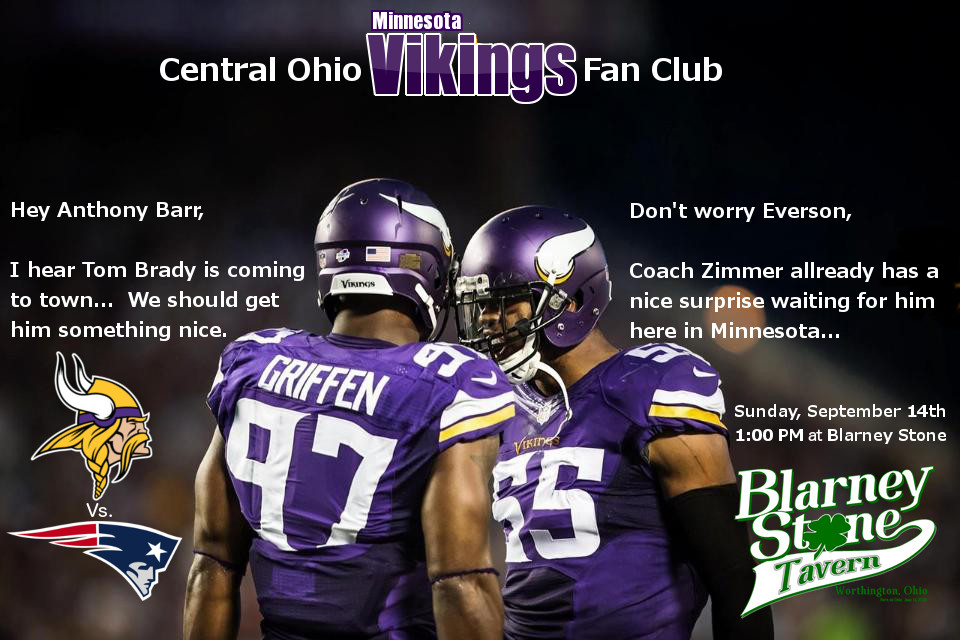 Minnesota
Central Ohio Vikings Fan Club
Hey Anthony Barr,
I hear Tom Brady is coming
to town... We should get
him something nice.
Don't worry Everson,
Coach Zimmer allready has a
nice surprise waiting for him
here in Minnesota...
VIKINGS
GRIFFEN
97
97
55
55
VIKINGS
Sunday, September 14th
1:00 PM at Blarney Stone
Vs.
Blarney
Stone
Tavern
Worthington, Ohio